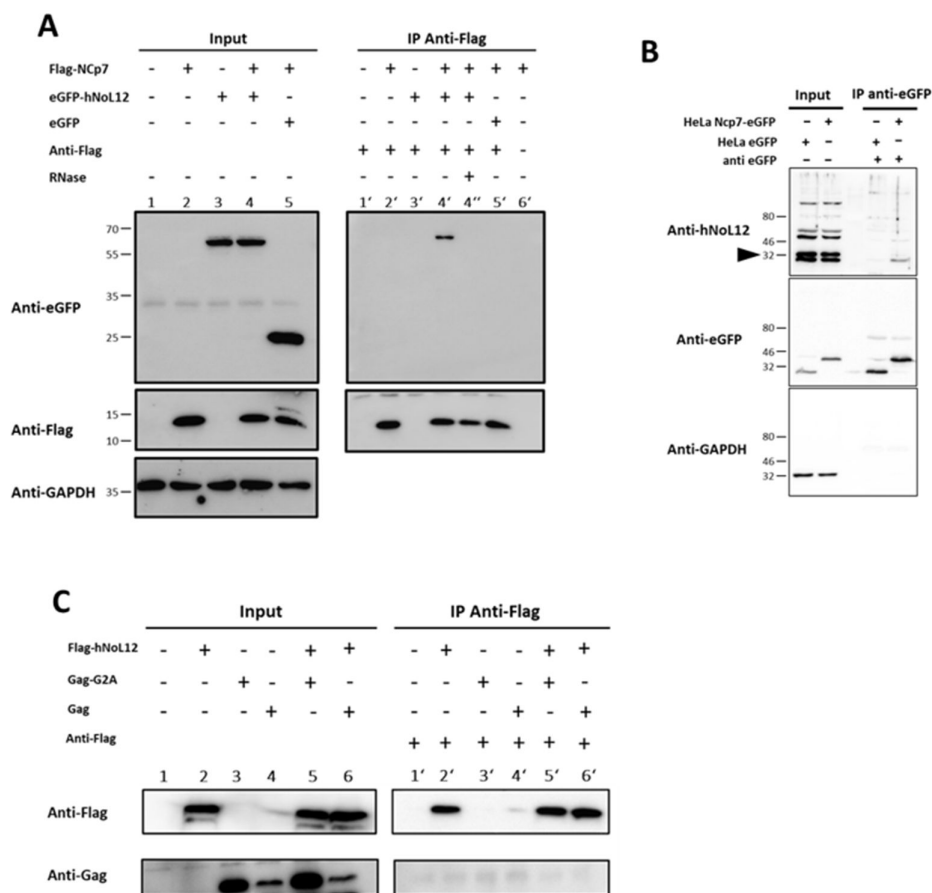 A
Input IP Anti-Flag
Flag-NCp7 - + - + + - + - + + + +
eGFP-hNoL12 - - + + - - - + + + - -
eGFP - - - - + - - - - - + -
Anti-Flag - - - - - + + + + + + -
RNase - - - - - - - - - + - -
1 2 3 4 5 1' 2' 3' 4' 4'' 5' 6'
Anti-eGFP
70
55
35
25
Anti-Flag
15
10
Anti-GAPDH
35
B
Input IP anti-eGFP
HeLa Ncp7-eGFP - + - +
HeLa eGFP + - + -
anti eGFP - - + +
Anti-hNoL12
80
46
32
Anti-eGFP
80
46
32
Anti-GAPDH
80
46
32
C
Input IP Anti-Flag
Flag-hNoL12 - + - - + + - + - - + +
Gag-G2A - - + - + - - - + - + -
Gag - - - + - + - - - + - +
Anti-Flag + + + + + +
1 2 3 4 5 6 1' 2' 3' 4' 5' 6'
Anti-Flag
Anti-Gag